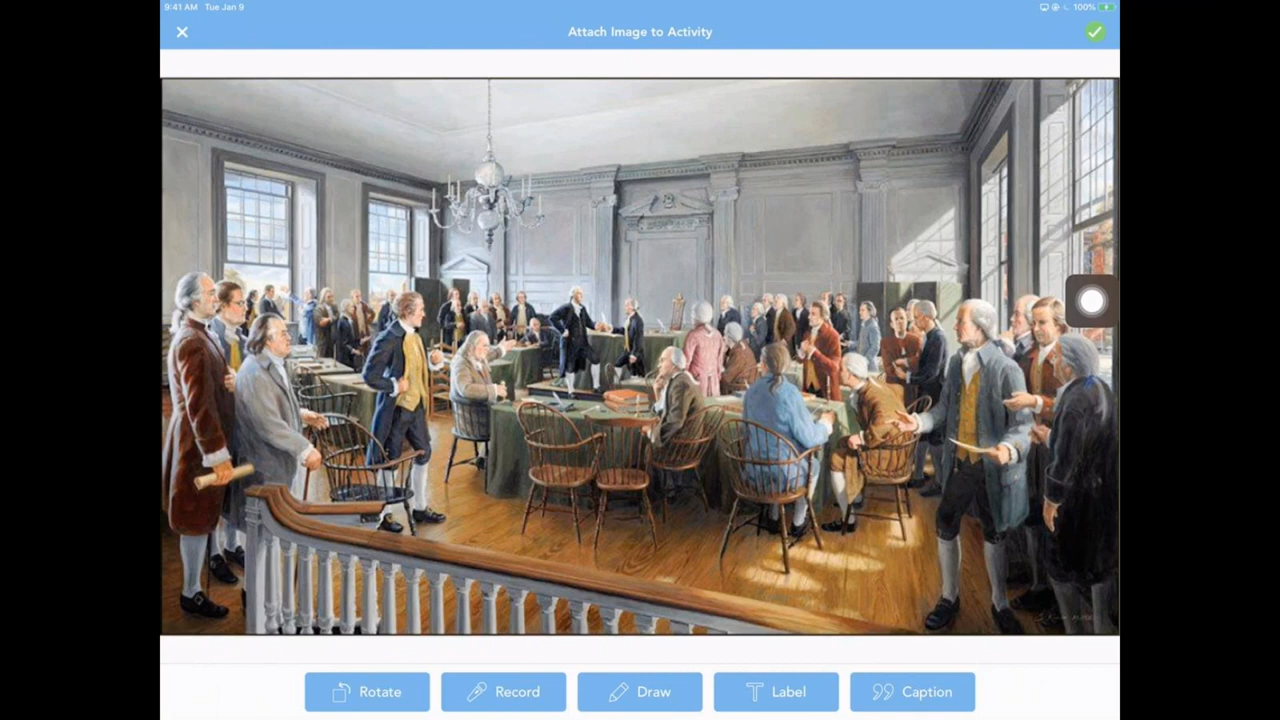 9:41 AM Tue Jan 9
100%
Attach Image to Activity
Rotate
Record
Draw
Label
Caption